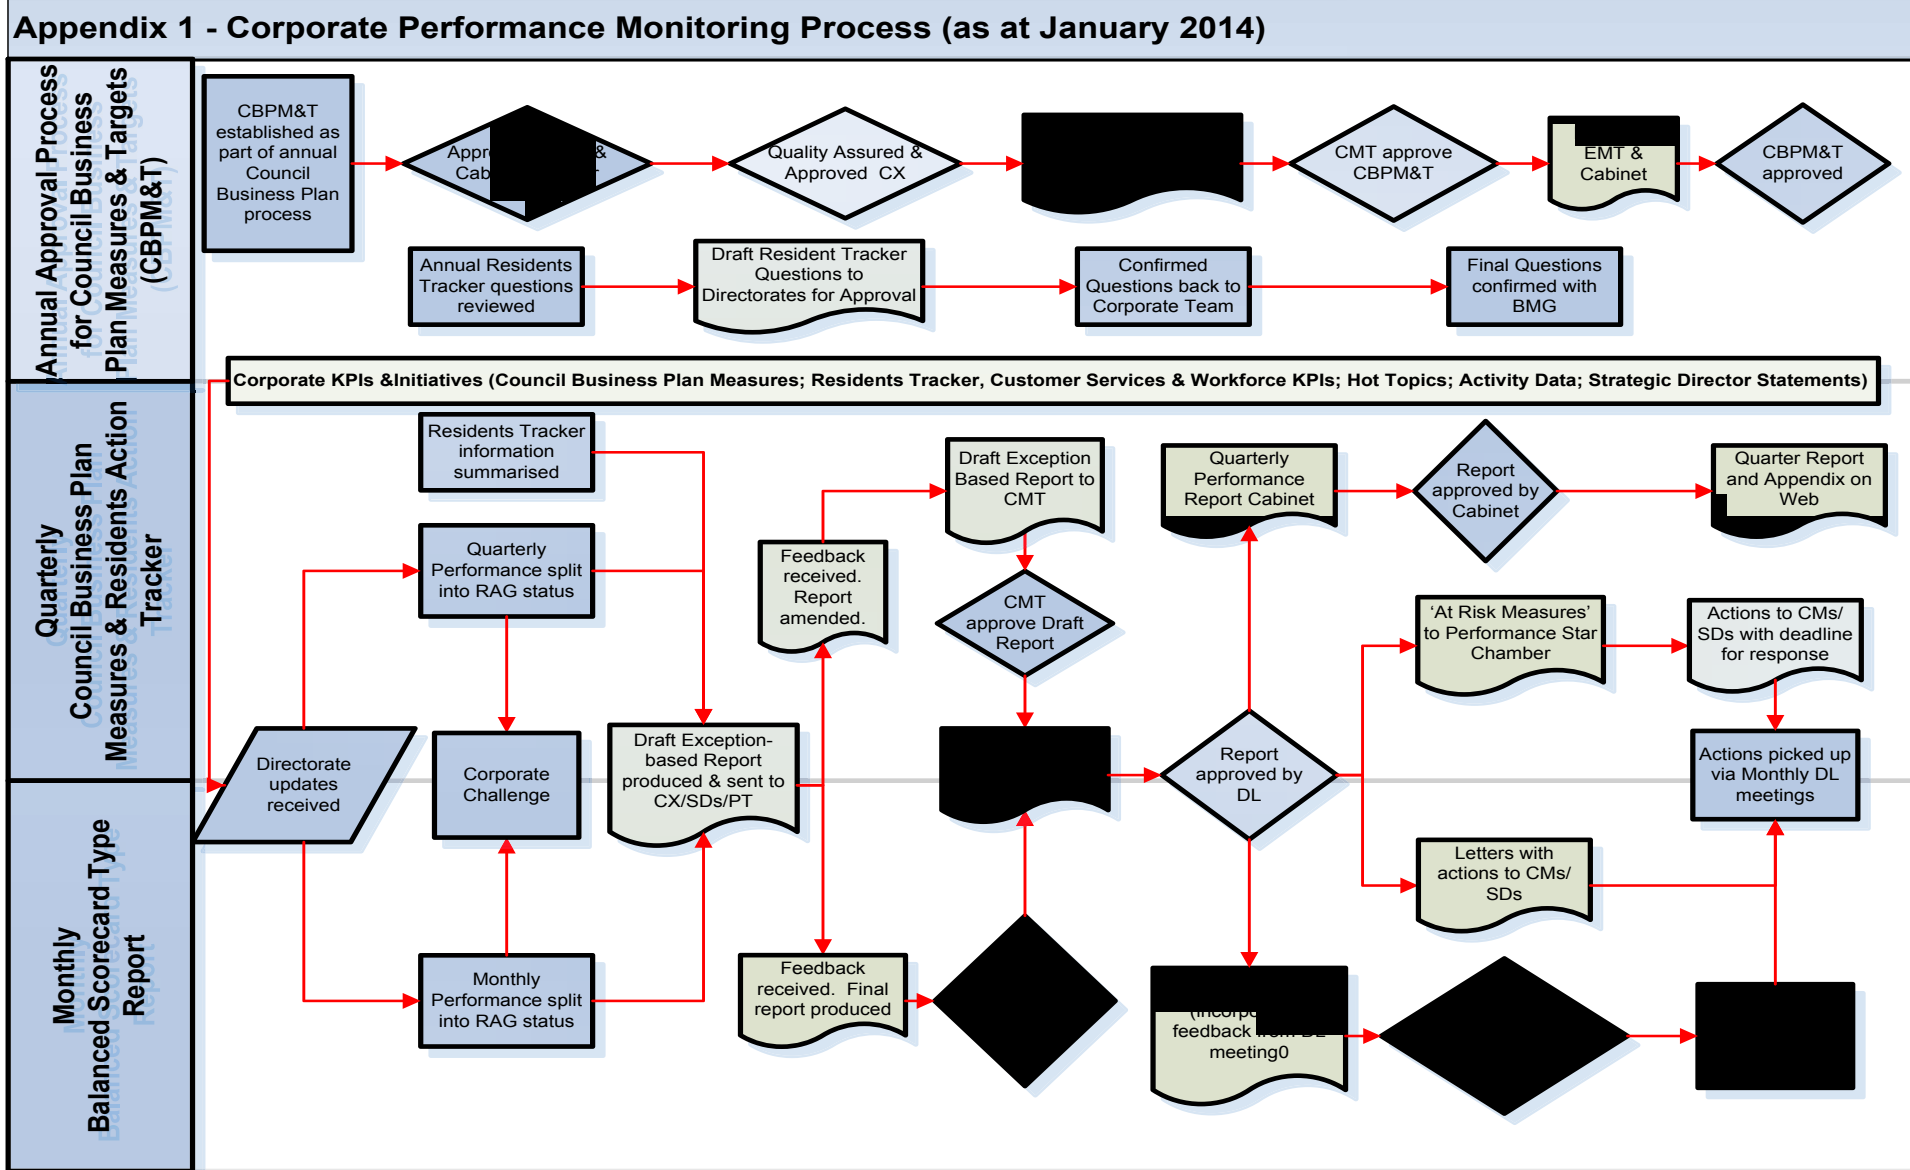 Appendix 1 - Corporate Performance Monitoring Process (as at January 2014)
Annual Approval Process
for Council Business
Plan Measures & Targets
(CBPM&T)
CBPM&T
established as
part of annual
Council
Business Plan
process
&
Quality Assured &
Approved CX
CMT approve
CBPM&T
EMT &
Cabinet
CBPM&T
approved
Annual Residents
Tracker questions
reviewed
Draft Resident Tracker
Questions to
Directorates for Approval
Confirmed
Questions back to
Corporate Team
Final Questions
confirmed with
BMG
Corporate KPIs &Initiatives (Council Business Plan Measures; Residents Tracker, Customer Services & Workforce KPIs; Hot Topics; Activity Data; Strategic Director Statements)
Quarterly
Council Business Plan
Measures & Residents Action
Tracker
Residents Tracker
information
summarised
Quarterly
Performance split
into RAG status
Feedback
received.
Report
amended.
Draft Exception
Based Report to
CMT
CMT
approve Draft
Report
Quarterly
Performance
Report Cabinet
Report
approved by
Cabinet
Quarter Report
and Appendix on
Web
‘At Risk Measures’
to Performance Star
Chamber
Actions to CMs/
SDs with deadline
for response
Directorate
updates
received
Corporate
Challenge
Draft Exception-
based Report
produced & sent to
CX/SDs/PT
Report
approved by
DL
Actions picked up
via Monthly DL
meetings
Monthly
Balanced Scorecard Type
Report
Monthly
Performance split
into RAG status
Feedback
received. Final
report produced
Letters with
actions to CMs/
SDs
feedback from DL
meeting0